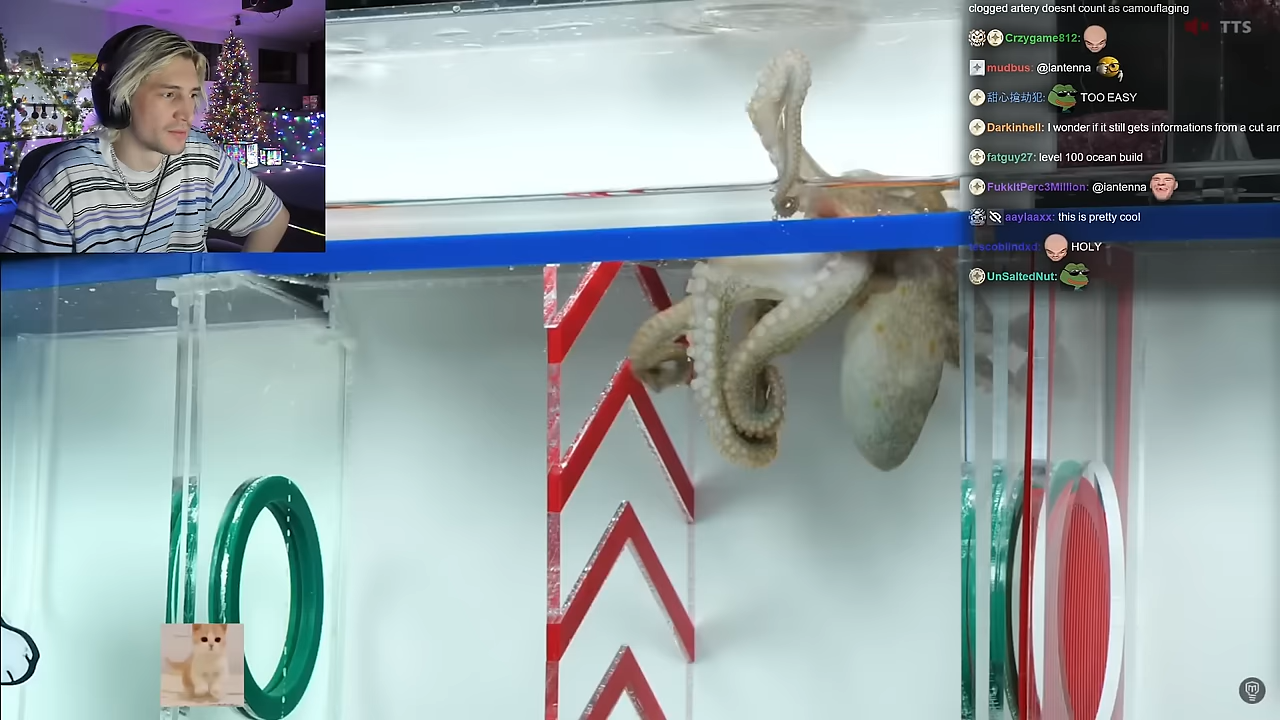 clogged artery doesnt count as camouflaging
TTS
Crzygame812:
mudbus: @lantenna
甜心搶劫犯: TOO EASY
Darkinhell: I wonder if it still gets informations from a cut
fatguy27: level 100 ocean build
FukkItPerc3Million: @lantenna
aaylaaxx: this is pretty cool
HOLY
UnSaltedNut: